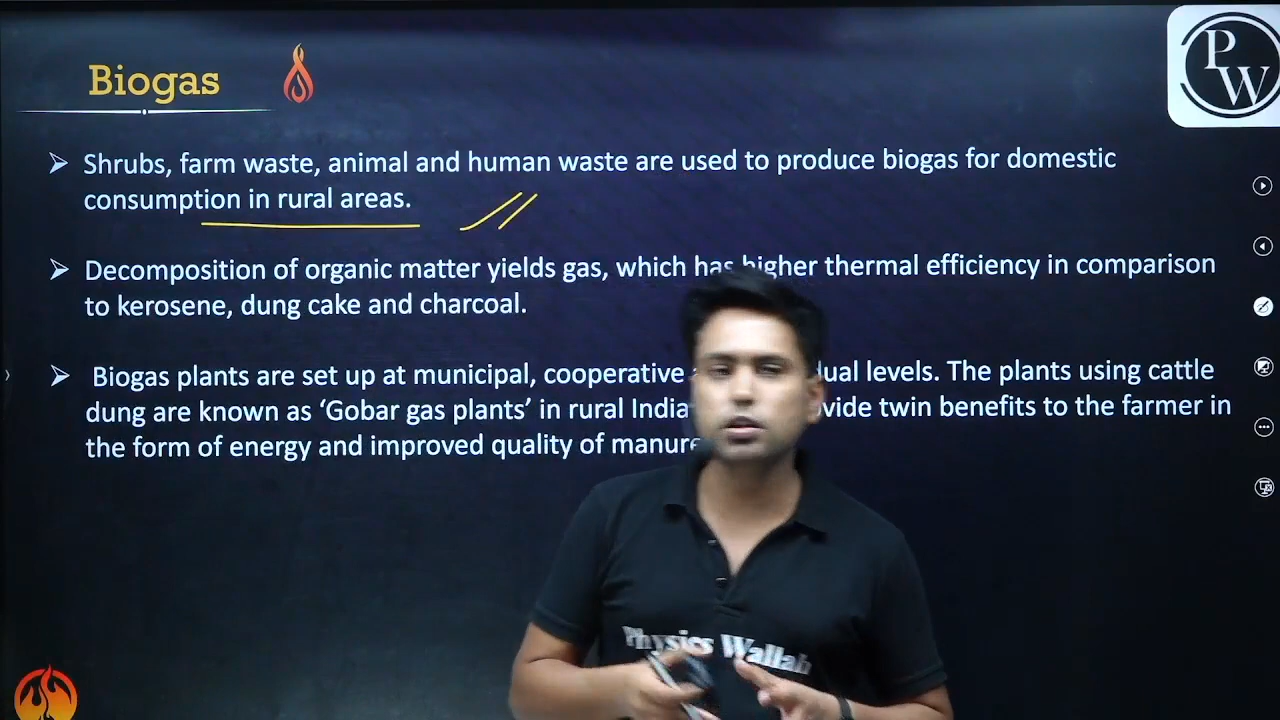 Biogas
PW
➢ Shrubs, farm waste, animal and human waste are used to produce biogas for domestic
consumption in rural areas.
➢ Decomposition of organic matter yields gas, which has higher thermal efficiency in comparison
to kerosene, dung cake and charcoal.
➢ Biogas plants are set up at municipal, cooperative levels. The plants using cattle
dung are known as ‘Gobar gas plants’ in rural India twin benefits to the farmer in
the form of energy and improved quality of manure
Physics Wallah